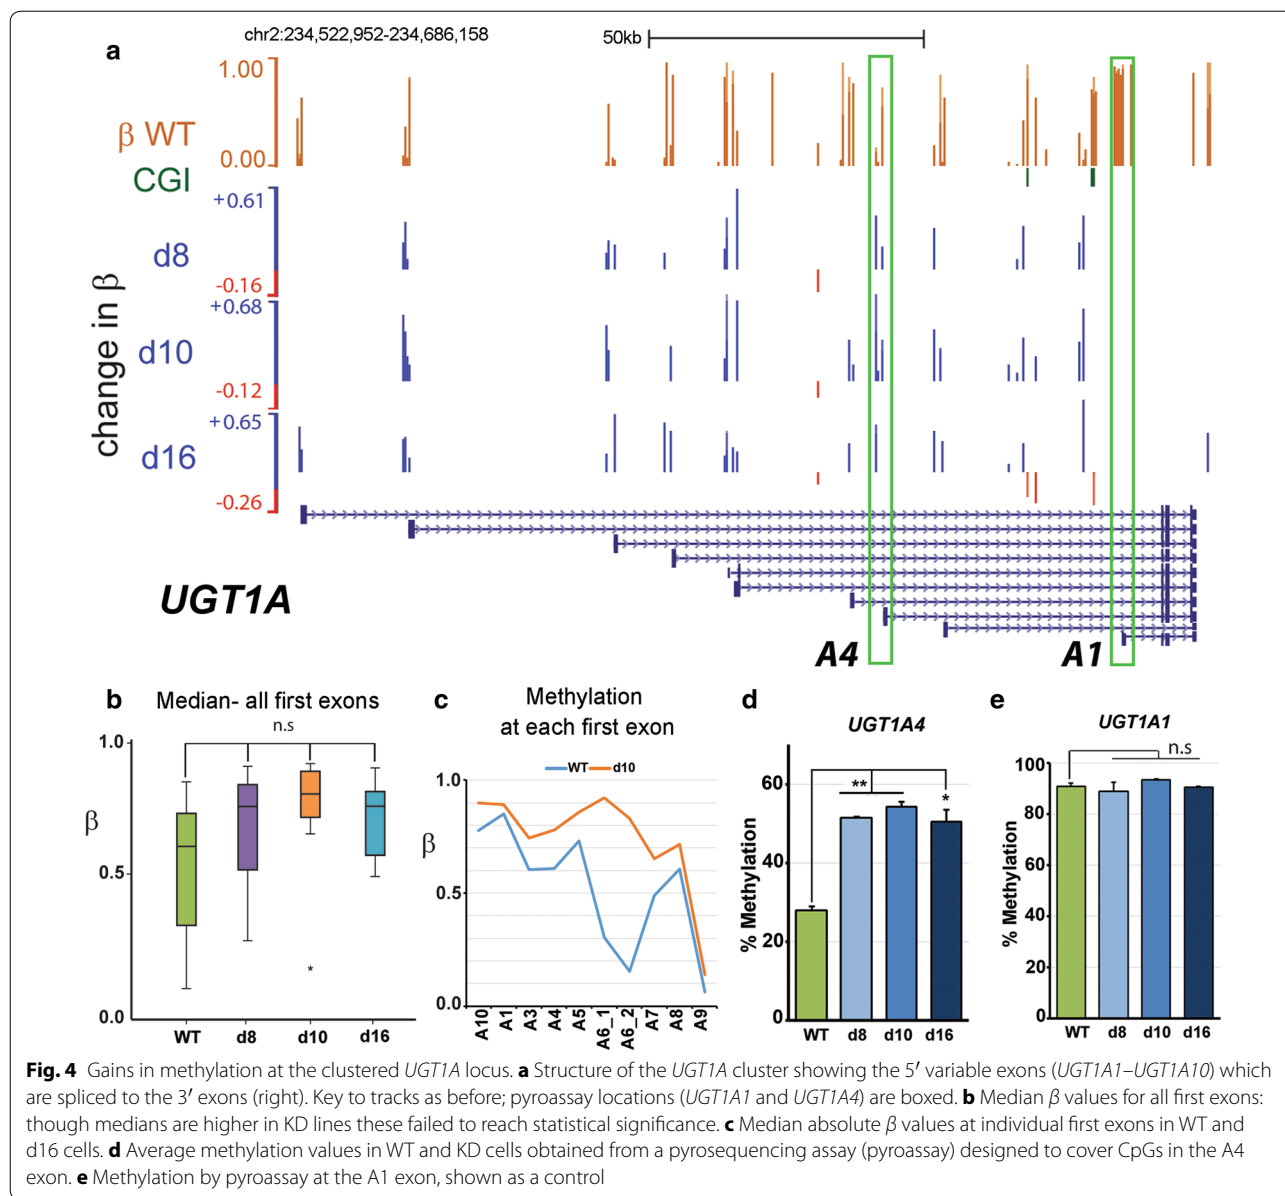 a
chr2:234,522,952-234,686,158
50kb
1.00
β WT
0.00
CGI
+0.61
d8
-0.16
+0.68
d10
-0.12
+0.65
d16
-0.26
change in β
UGT1A
A4
A1
b
Median- all first exons
n.s
1.0
β
0.5
*
0.0
WT d8 d10 d16
c
Methylation
at each first exon
WT d10
1.0
β
0.5
0.0
A10 A1 A3 A4 A5 A6_1 A6_2 A7 A8 A9
d
UGT1A4
60
**
*
40
% Methylation
20
0
WT d8 d10 d16
e
UGT1A1
n.s
100
80
60
% Methylation
40
20
0
WT d8 d10 d16
Fig. 4 Gains in methylation at the clustered UGT1A locus. a Structure of the UGT1A cluster showing the 5′ variable exons (UGT1A1–UGT1A10) which
are spliced to the 3′ exons (right). Key to tracks as before; pyroassay locations (UGT1A1 and UGT1A4) are boxed. b Median β values for all first exons:
though medians are higher in KD lines these failed to reach statistical significance. c Median absolute β values at individual first exons in WT and
d16 cells. d Average methylation values in WT and KD cells obtained from a pyrosequencing assay (pyroassay) designed to cover CpGs in the A4
exon. e Methylation by pyroassay at the A1 exon, shown as a control